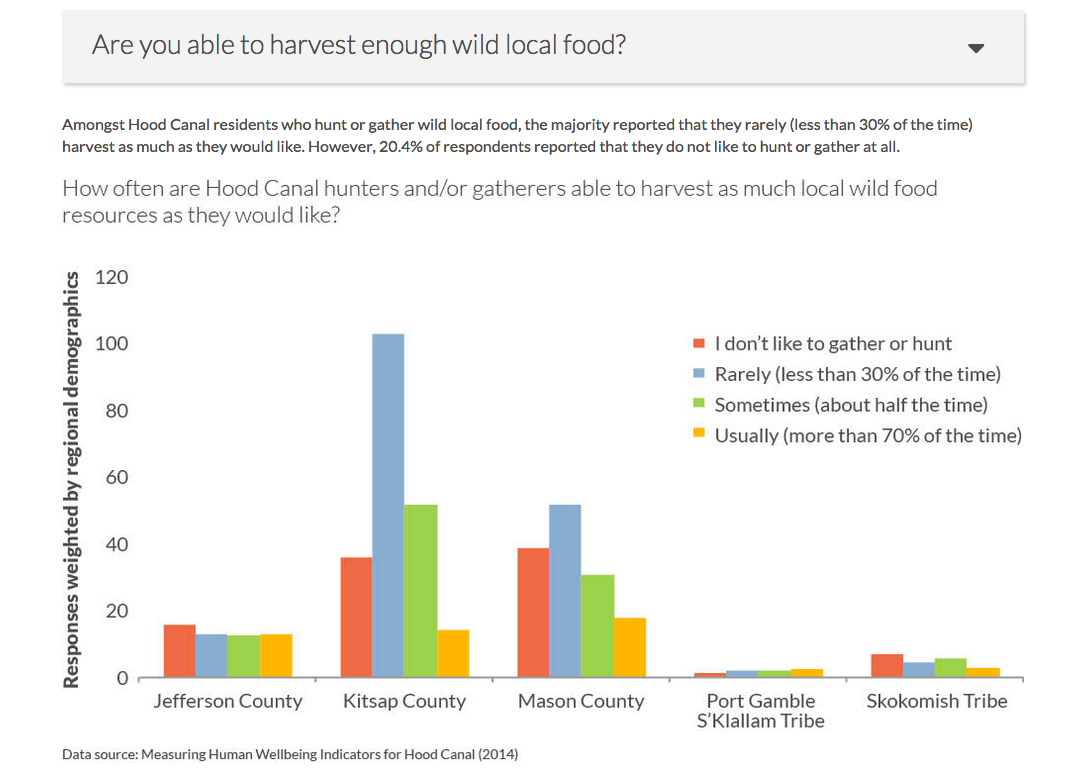 Are you able to harvest enough wild local food?
Amongst Hood Canal residents who hunt or gather wild local food, the majority reported that they rarely (less than 30% of the time)
harvest as much as they would like. However, 20.4% of respondents reported that they do not like to hunt or gather at all.
How often are Hood Canal hunters and/or gatherers able to harvest as much local wild food
resources as they would like?
Responses weighted by regional demographics
120
100
80
60
40
20
0
I don't like to gather or hunt
Rarely (less than 30% of the time)
Sometimes (about half the time)
Usually (more than 70% of the time)
Jefferson County
Kitsap County
Mason County
Port Gamble
S'Klallam Tribe
Skokomish Tribe
Data source: Measuring Human Wellbeing Indicators for Hood Canal (2014)